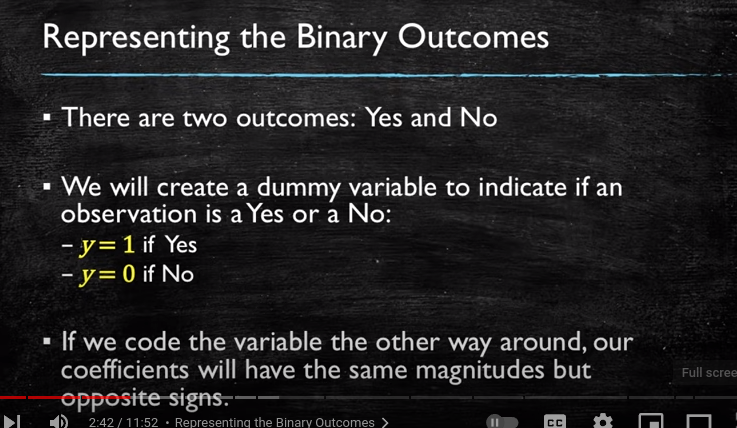 Representing the Binary Outcomes
▪ There are two outcomes: Yes and No
▪ We will create a dummy variable to indicate if an
observation is a Yes or a No:
– y = 1 if Yes
– y = 0 if No
▪ If we code the variable the other way around, our
coefficients will have the same magnitudes but
opposite signs.
Full scree
2:42 / 11:52 • Representing the Binary Outcomes
CC